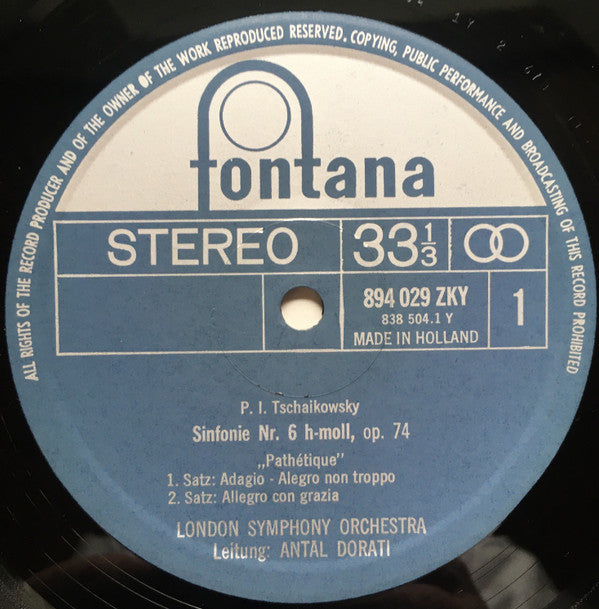 ALL RIGHTS OF THE RECORD PRODUCER AND OF THE OWNER OF THE WORK REPRODUCED RESERVED. COPYING, PUBLIC PERFORMANCE AND BROADCASTING OF THIS RECORD PROHIBITED
fontana
STEREO 33⅓
894 029 ZKY 1
838 504.1 Y
MADE IN HOLLAND
P. I. Tschaikowsky
Sinfonie Nr. 6 h-moll, op. 74
„Pathétique"
1. Satz: Adagio - Alegro non troppo
2. Satz: Allegro con grazia
LONDON SYMPHONY ORCHESTRA
Leitung: ANTAL DORATI